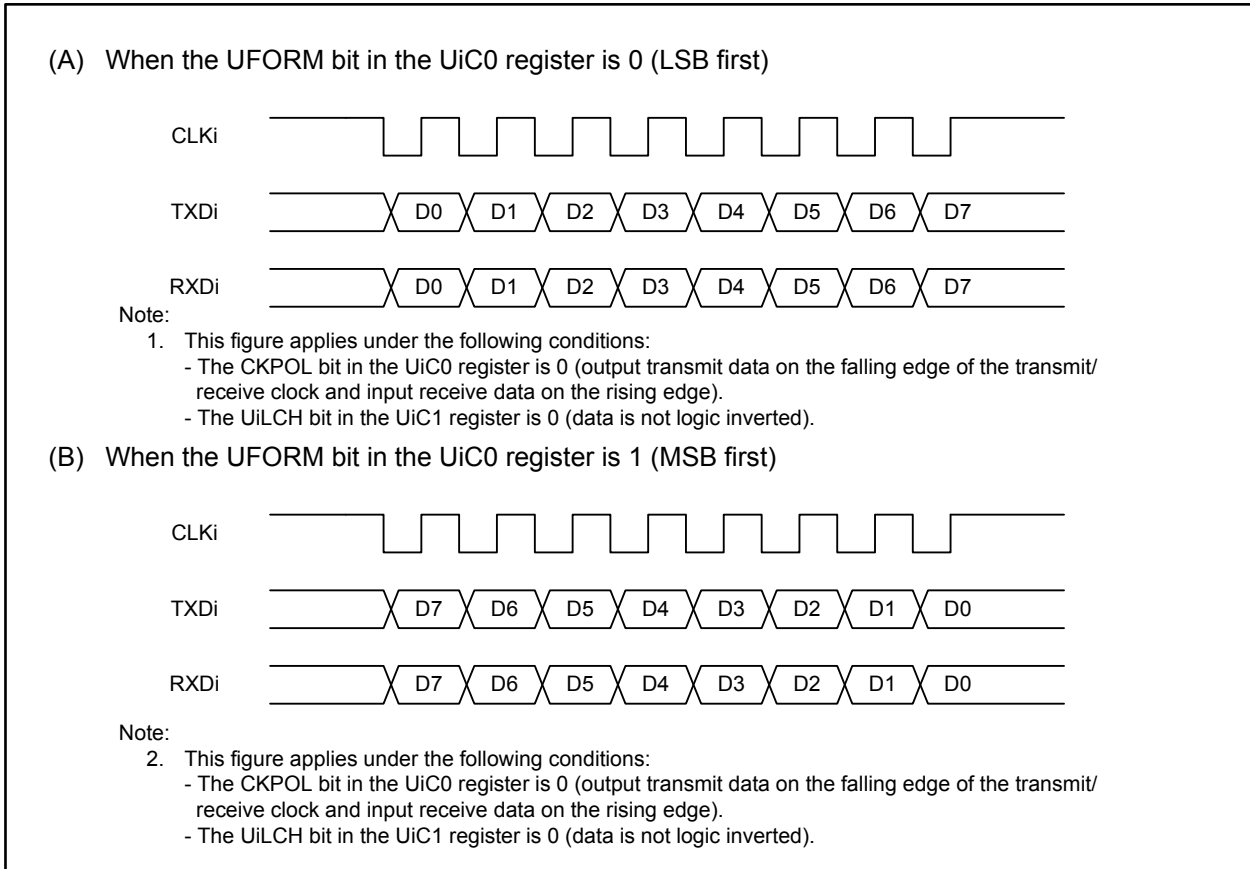 (A) When the UFORM bit in the UiC0 register is 0 (LSB first)
CLKi
TXDi D0 D1 D2 D3 D4 D5 D6 D7
RXDi D0 D1 D2 D3 D4 D5 D6 D7
Note:
1. This figure applies under the following conditions:
- The CKPOL bit in the UiC0 register is 0 (output transmit data on the falling edge of the transmit/
receive clock and input receive data on the rising edge).
- The UiLCH bit in the UiC1 register is 0 (data is not logic inverted).
(B) When the UFORM bit in the UiC0 register is 1 (MSB first)
CLKi
TXDi D7 D6 D5 D4 D3 D2 D1 D0
RXDi D7 D6 D5 D4 D3 D2 D1 D0
Note:
2. This figure applies under the following conditions:
- The CKPOL bit in the UiC0 register is 0 (output transmit data on the falling edge of the transmit/
receive clock and input receive data on the rising edge).
- The UiLCH bit in the UiC1 register is 0 (data is not logic inverted).